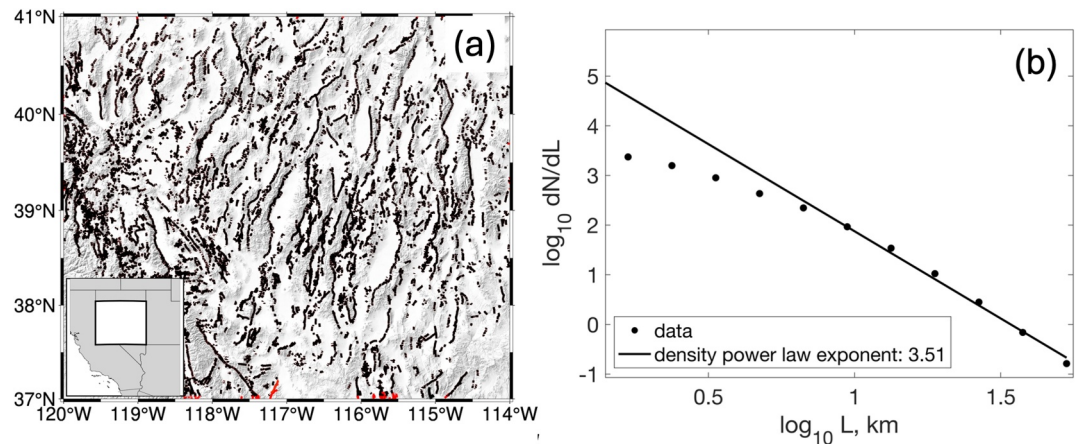 (a)
41°N
40°N
39°N
38°N
37°N
120°W
119°W
118°W
117°W
116°W
115°W
114°W
(b)
log10 dN/dL
5
4
3
2
1
0
-1
data
density power law exponent: 3.51
0.5
1
1.5
log10 L, km